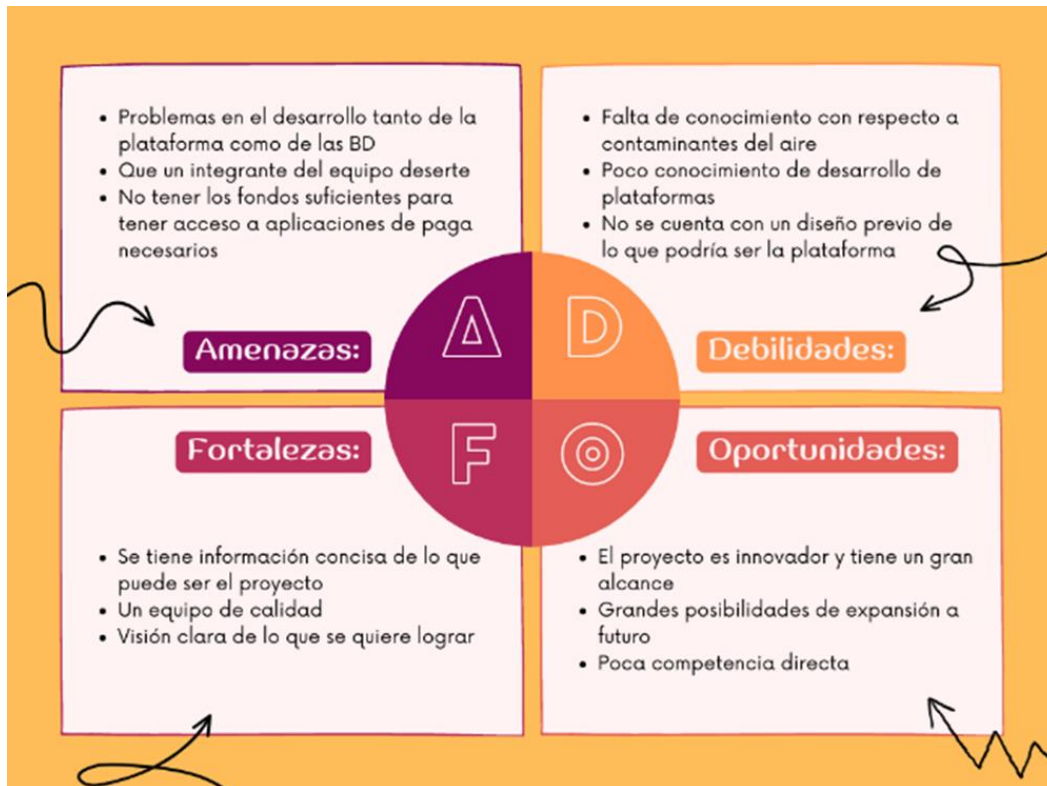 • Problemas en el desarrollo tanto de la
plataforma como de las BD
• Que un integrante del equipo deserte
• No tener los fondos suficientes para
tener acceso a aplicaciones de paga
necesarios
Amenazas:
A
• Falta de conocimiento con respecto a
contaminantes del aire
• Poco conocimiento de desarrollo de
plataformas
• No se cuenta con un diseño previo de
lo que podría ser la plataforma
D
Debilidades:
Fortalezas:
F
• Se tiene información concisa de lo que
puede ser el proyecto
• Un equipo de calidad
• Visión clara de lo que se quiere lograr
O
Oportunidades:
• El proyecto es innovador y tiene un gran
alcance
• Grandes posibilidades de expansión a
futuro
• Poca competencia directa